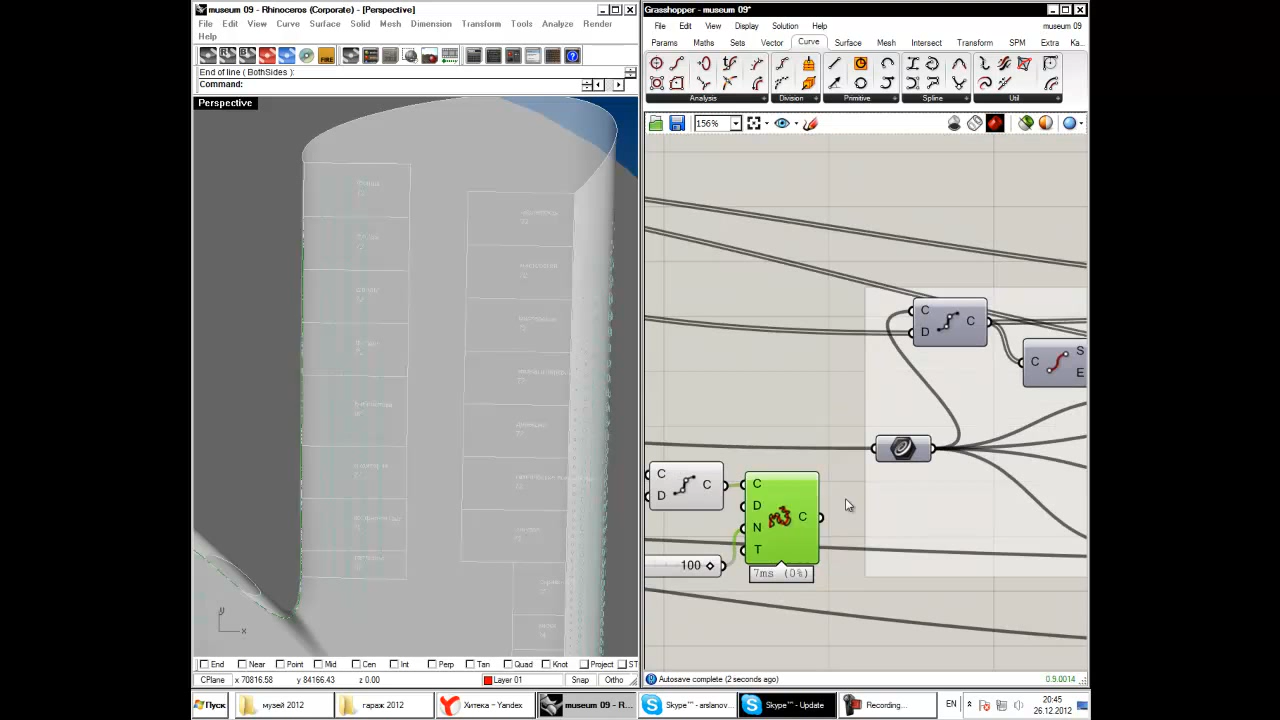 museum 09 - Rhinoceros (Corporate) - [Perspective]
File Edit View Curve Surface Solid Mesh Dimension Transform Tools Analyze Render
Help
End of line ( BothSides ):
Command:
Perspective
y
x
End Near Point Mid Cen Int Perp Tan Quad Knot Project ST
CPlane x 70816.58 y 84166.43 z 0.00 Layer 01 Snap Ortho
Grasshopper - museum 09*
File Edit View Display Solution Help museum 09
Params Maths Sets Vector Curve Surface Mesh Intersect Transform SPM Extra Ka...
Analysis Division Primitive Spline Util
156%
C
D
C
C S
E
C
D
C
C
D
N
T
C
100
7ms (0%)
Autosave complete (2 seconds ago) 0.9.0014
Пуск музей 2012 гараж 2012 Хитека - Yandex museum 09 - R... Skype™ - arslanov... Skype™ - Update Recording... EN 20:45
26.12.2012